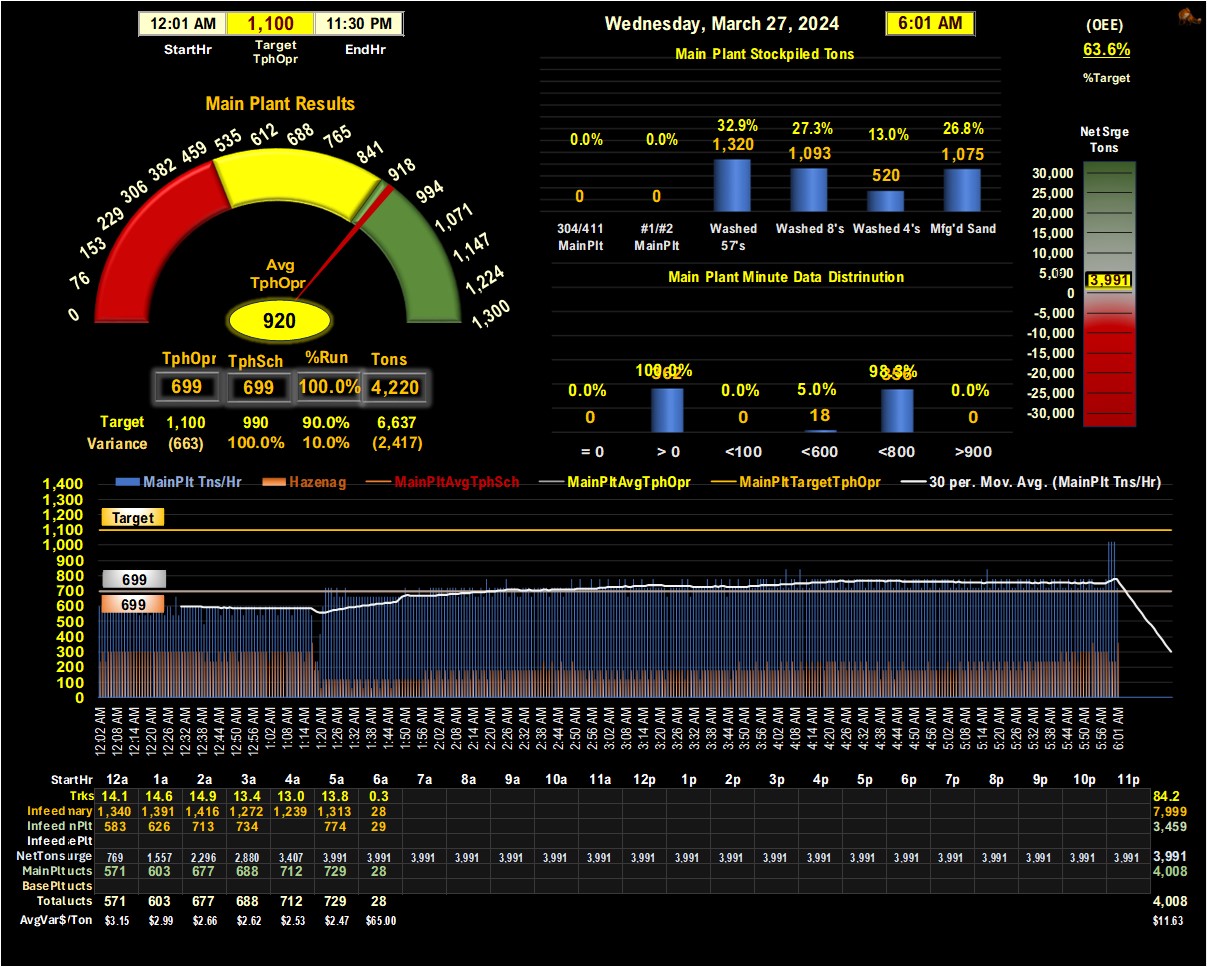 12:01 AM 1,100 11:30 PM
StartHr Target TphOpr EndHr
Wednesday, March 27, 2024 6:01 AM
(OEE)
63.6%
%Target
Main Plant Results
0 76 153 229 306 382 459 535 612 688 765 841 918 994 1,071 1,147 1,224 1,300
Avg
TphOpr
920
TphOpr TphSch %Run Tons
699 699 100.0% 4,220
Target 1,100 990 90.0% 6,637
Variance (663) 100.0% 10.0% (2,417)
Main Plant Stockpiled Tons
0.0% 0.0% 32.9% 27.3% 13.0% 26.8%
0 0 1,320 1,093 520 1,075
304/411 MainPlt #1/#2 MainPlt Washed 57's Washed 8's Washed 4's Mfg'd Sand
Main Plant Minute Data Distrinution
0.0% 100.0% 0.0% 5.0% 98.3% 0.0%
0 0 18 0
= 0 > 0 <100 <600 <800 >900
Net Srge
Tons
30,000
25,000
20,000
15,000
10,000
5,000
3,991
0
-5,000
-10,000
-15,000
-20,000
-25,000
-30,000
MainPlt Tns/Hr Hazenag MainPltAvgTphSch MainPltAvgTphOpr MainPltTargetTphOpr 30 per. Mov. Avg. (MainPlt Tns/Hr)
1,400
1,300
1,200
1,100
1,000
900
800
700
600
500
400
300
200
100
0
Target
699
699
12:02 AM 12:08 AM 12:14 AM 12:20 AM 12:26 AM 12:32 AM 12:38 AM 12:44 AM 12:50 AM 12:56 AM 1:02 AM 1:08 AM 1:14 AM 1:20 AM 1:26 AM 1:32 AM 1:38 AM 1:44 AM 1:50 AM 1:56 AM 2:02 AM 2:08 AM 2:14 AM 2:20 AM 2:26 AM 2:32 AM 2:38 AM 2:44 AM 2:50 AM 2:56 AM 3:02 AM 3:08 AM 3:14 AM 3:20 AM 3:26 AM 3:32 AM 3:38 AM 3:44 AM 3:50 AM 3:56 AM 4:02 AM 4:08 AM 4:14 AM 4:20 AM 4:26 AM 4:32 AM 4:38 AM 4:44 AM 4:50 AM 4:56 AM 5:02 AM 5:08 AM 5:14 AM 5:20 AM 5:26 AM 5:32 AM 5:38 AM 5:44 AM 5:50 AM 5:56 AM 6:01 AM
StartHr 12a 1a 2a 3a 4a 5a 6a 7a 8a 9a 10a 11a 12p 1p 2p 3p 4p 5p 6p 7p 8p 9p 10p 11p
Trks 14.1 14.6 14.9 13.4 13.0 13.8 0.3 84.2
Infeed nary 1,340 1,391 1,416 1,272 1,239 1,313 28 7,999
Infeed nPlt 583 626 713 734 774 29 3,459
Infeed ePlt
NetTons urge 769 1,557 2,296 2,880 3,407 3,991 3,991 3,991 3,991 3,991 3,991 3,991 3,991 3,991 3,991 3,991 3,991 3,991 3,991 3,991 3,991 3,991 3,991 3,991 3,991
MainPlt ucts 571 603 677 688 712 729 28 4,008
BasePlt ucts
Total ucts 571 603 677 688 712 729 28 4,008
AvgVar$/Ton $3.15 $2.99 $2.66 $2.62 $2.53 $2.47 $65.00 $11.63